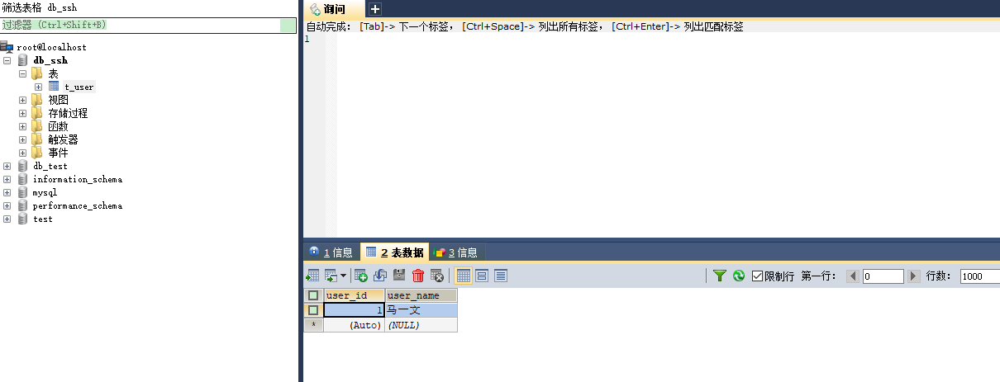 筛选表格 db_ssh
过滤器 (Ctrl+Shift+B)
root@localhost
db_ssh
表
t_user
视图
存储过程
函数
触发器
事件
db_test
information_schema
mysql
performance_schema
test
询问
自动完成: [Tab]-> 下一个标签, [Ctrl+Space]-> 列出所有标签, [Ctrl+Enter]-> 列出匹配标签
1
1 信息 2 表数据 3 信息
限制行 第一行: 0 行数: 1000
user_id user_name
1 马一文
* (Auto) (NULL)